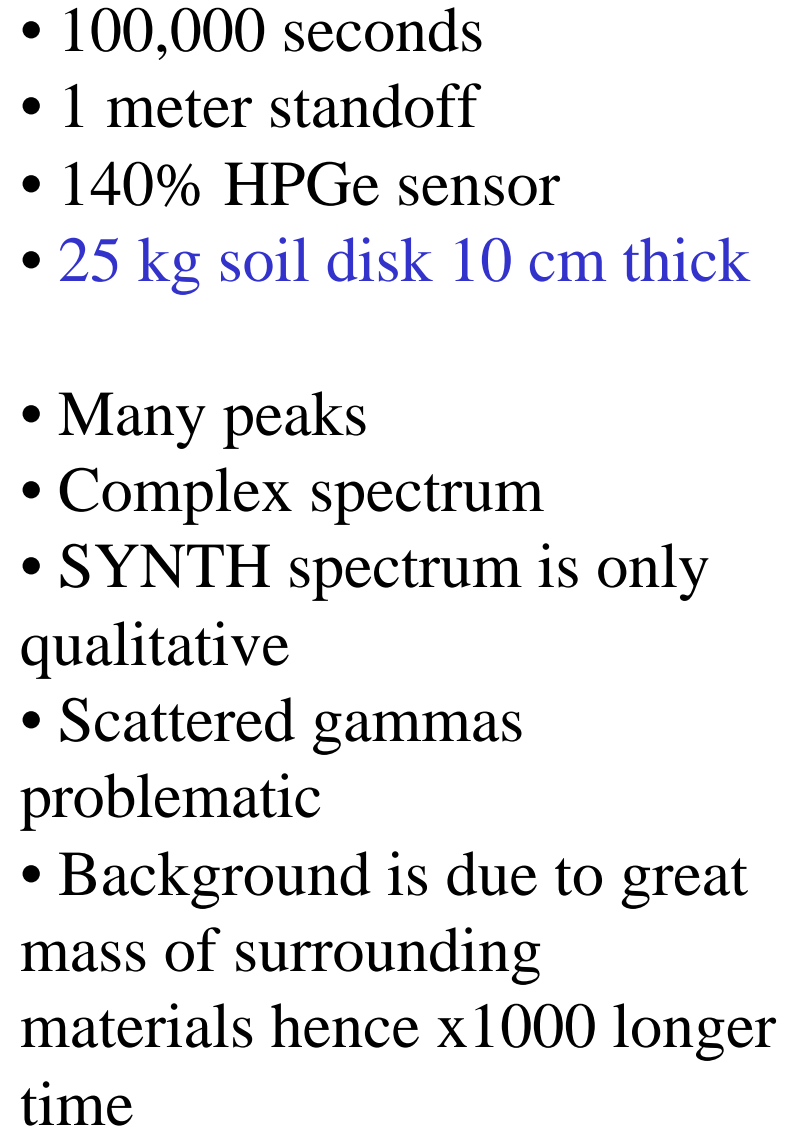 • 100,000 seconds
• 1 meter standoff
• 140% HPGe sensor
• 25 kg soil disk 10 cm thick
• Many peaks
• Complex spectrum
• SYNTH spectrum is only
qualitative
• Scattered gammas
problematic
• Background is due to great
mass of surrounding
materials hence x1000 longer
time